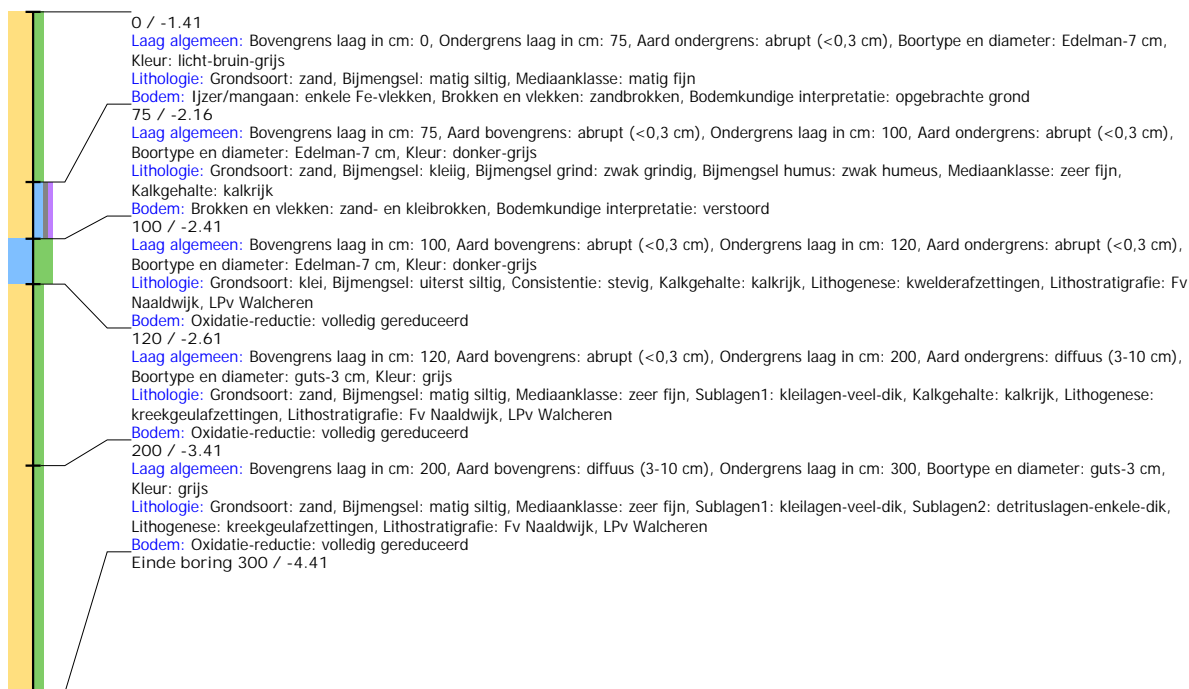 0 / -1.41
Laag algemeen: Bovengrens laag in cm: 0, Ondergrens laag in cm: 75, Aard ondergrens: abrupt (<0,3 cm), Boortype en diameter: Edelman-7 cm,
Kleur: licht-bruin-grijs
Lithologie: Grondsoort: zand, Bijmengsel: matig siltig, Mediaanklasse: matig fijn
Bodem: Ijzer/mangaan: enkele Fe-vlekken, Brokken en vlekken: zandbrokken, Bodemkundige interpretatie: opgebrachte grond
75 / -2.16
Laag algemeen: Bovengrens laag in cm: 75, Aard bovengrens: abrupt (<0,3 cm), Ondergrens laag in cm: 100, Aard ondergrens: abrupt (<0,3 cm),
Boortype en diameter: Edelman-7 cm, Kleur: donker-grijs
Lithologie: Grondsoort: zand, Bijmengsel: kleiig, Bijmengsel grind: zwak grindig, Bijmengsel humus: zwak humeus, Mediaanklasse: zeer fijn,
Kalkgehalte: kalkrijk
Bodem: Brokken en vlekken: zand- en kleibrokken, Bodemkundige interpretatie: verstoord
100 / -2.41
Laag algemeen: Bovengrens laag in cm: 100, Aard bovengrens: abrupt (<0,3 cm), Ondergrens laag in cm: 120, Aard ondergrens: abrupt (<0,3 cm),
Boortype en diameter: Edelman-7 cm, Kleur: donker-grijs
Lithologie: Grondsoort: klei, Bijmengsel: uiterst siltig, Consistentie: stevig, Kalkgehalte: kalkrijk, Lithogenese: kwelderafzettingen, Lithostratigrafie: Fv
Naaldwijk, LPv Walcheren
Bodem: Oxidatie-reductie: volledig gereduceerd
120 / -2.61
Laag algemeen: Bovengrens laag in cm: 120, Aard bovengrens: abrupt (<0,3 cm), Ondergrens laag in cm: 200, Aard ondergrens: diffuus (3-10 cm),
Boortype en diameter: guts-3 cm, Kleur: grijs
Lithologie: Grondsoort: zand, Bijmengsel: matig siltig, Mediaanklasse: zeer fijn, Sublagen1: kleilagen-veel-dik, Kalkgehalte: kalkrijk, Lithogenese:
kreekgeulafzettingen, Lithostratigrafie: Fv Naaldwijk, LPv Walcheren
Bodem: Oxidatie-reductie: volledig gereduceerd
200 / -3.41
Laag algemeen: Bovengrens laag in cm: 200, Aard bovengrens: diffuus (3-10 cm), Ondergrens laag in cm: 300, Boortype en diameter: guts-3 cm,
Kleur: grijs
Lithologie: Grondsoort: zand, Bijmengsel: matig siltig, Mediaanklasse: zeer fijn, Sublagen1: kleilagen-veel-dik, Sublagen2: detrituslagen-enkele-dik,
Lithogenese: kreekgeulafzettingen, Lithostratigrafie: Fv Naaldwijk, LPv Walcheren
Bodem: Oxidatie-reductie: volledig gereduceerd
Einde boring 300 / -4.41